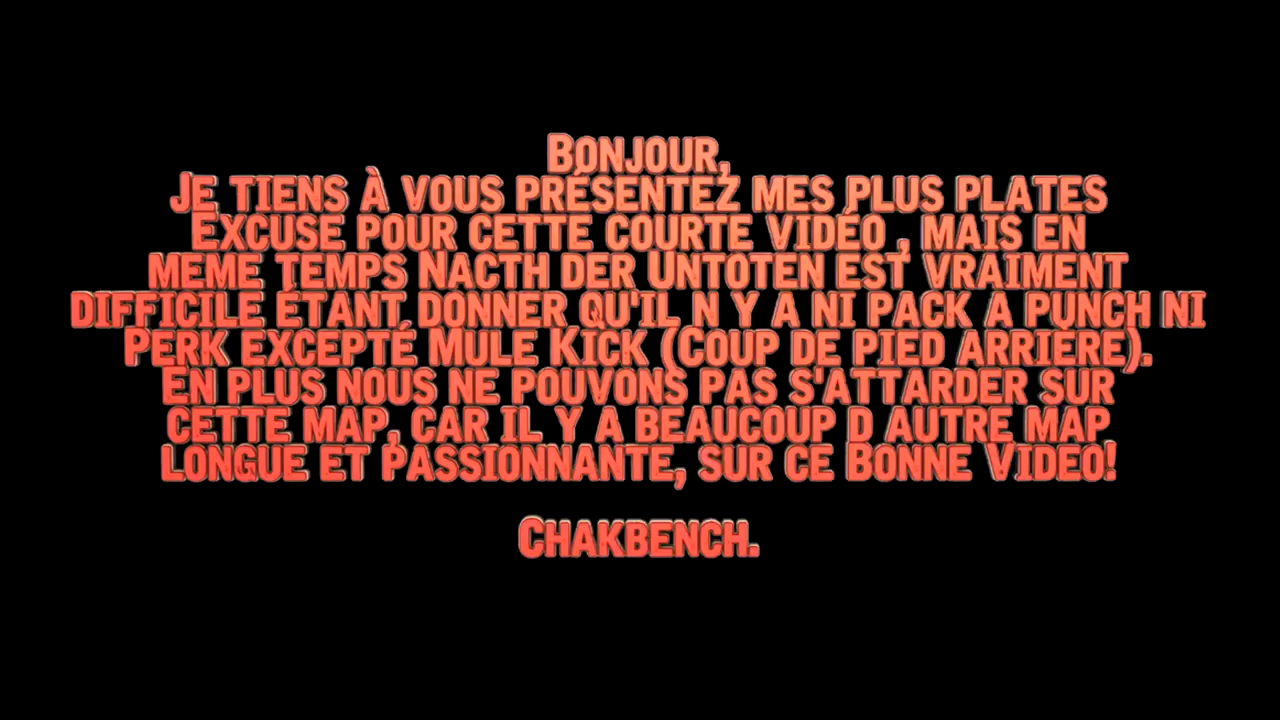 Bonjour,
Je tiens à vous présentez mes plus plates
Excuse pour cette courte vidéo , mais en
meme temps Nacth der Untoten est vraiment
difficile étant donner qu'il n y a ni pack a punch ni
Perk excepté Mule Kick (Coup de pied arrière).
en plus nous ne pouvons pas s'attarder sur
cette map, car il y a beaucoup d autre map
longue et passionnante, sur ce Bonne Video!
Chakbench.